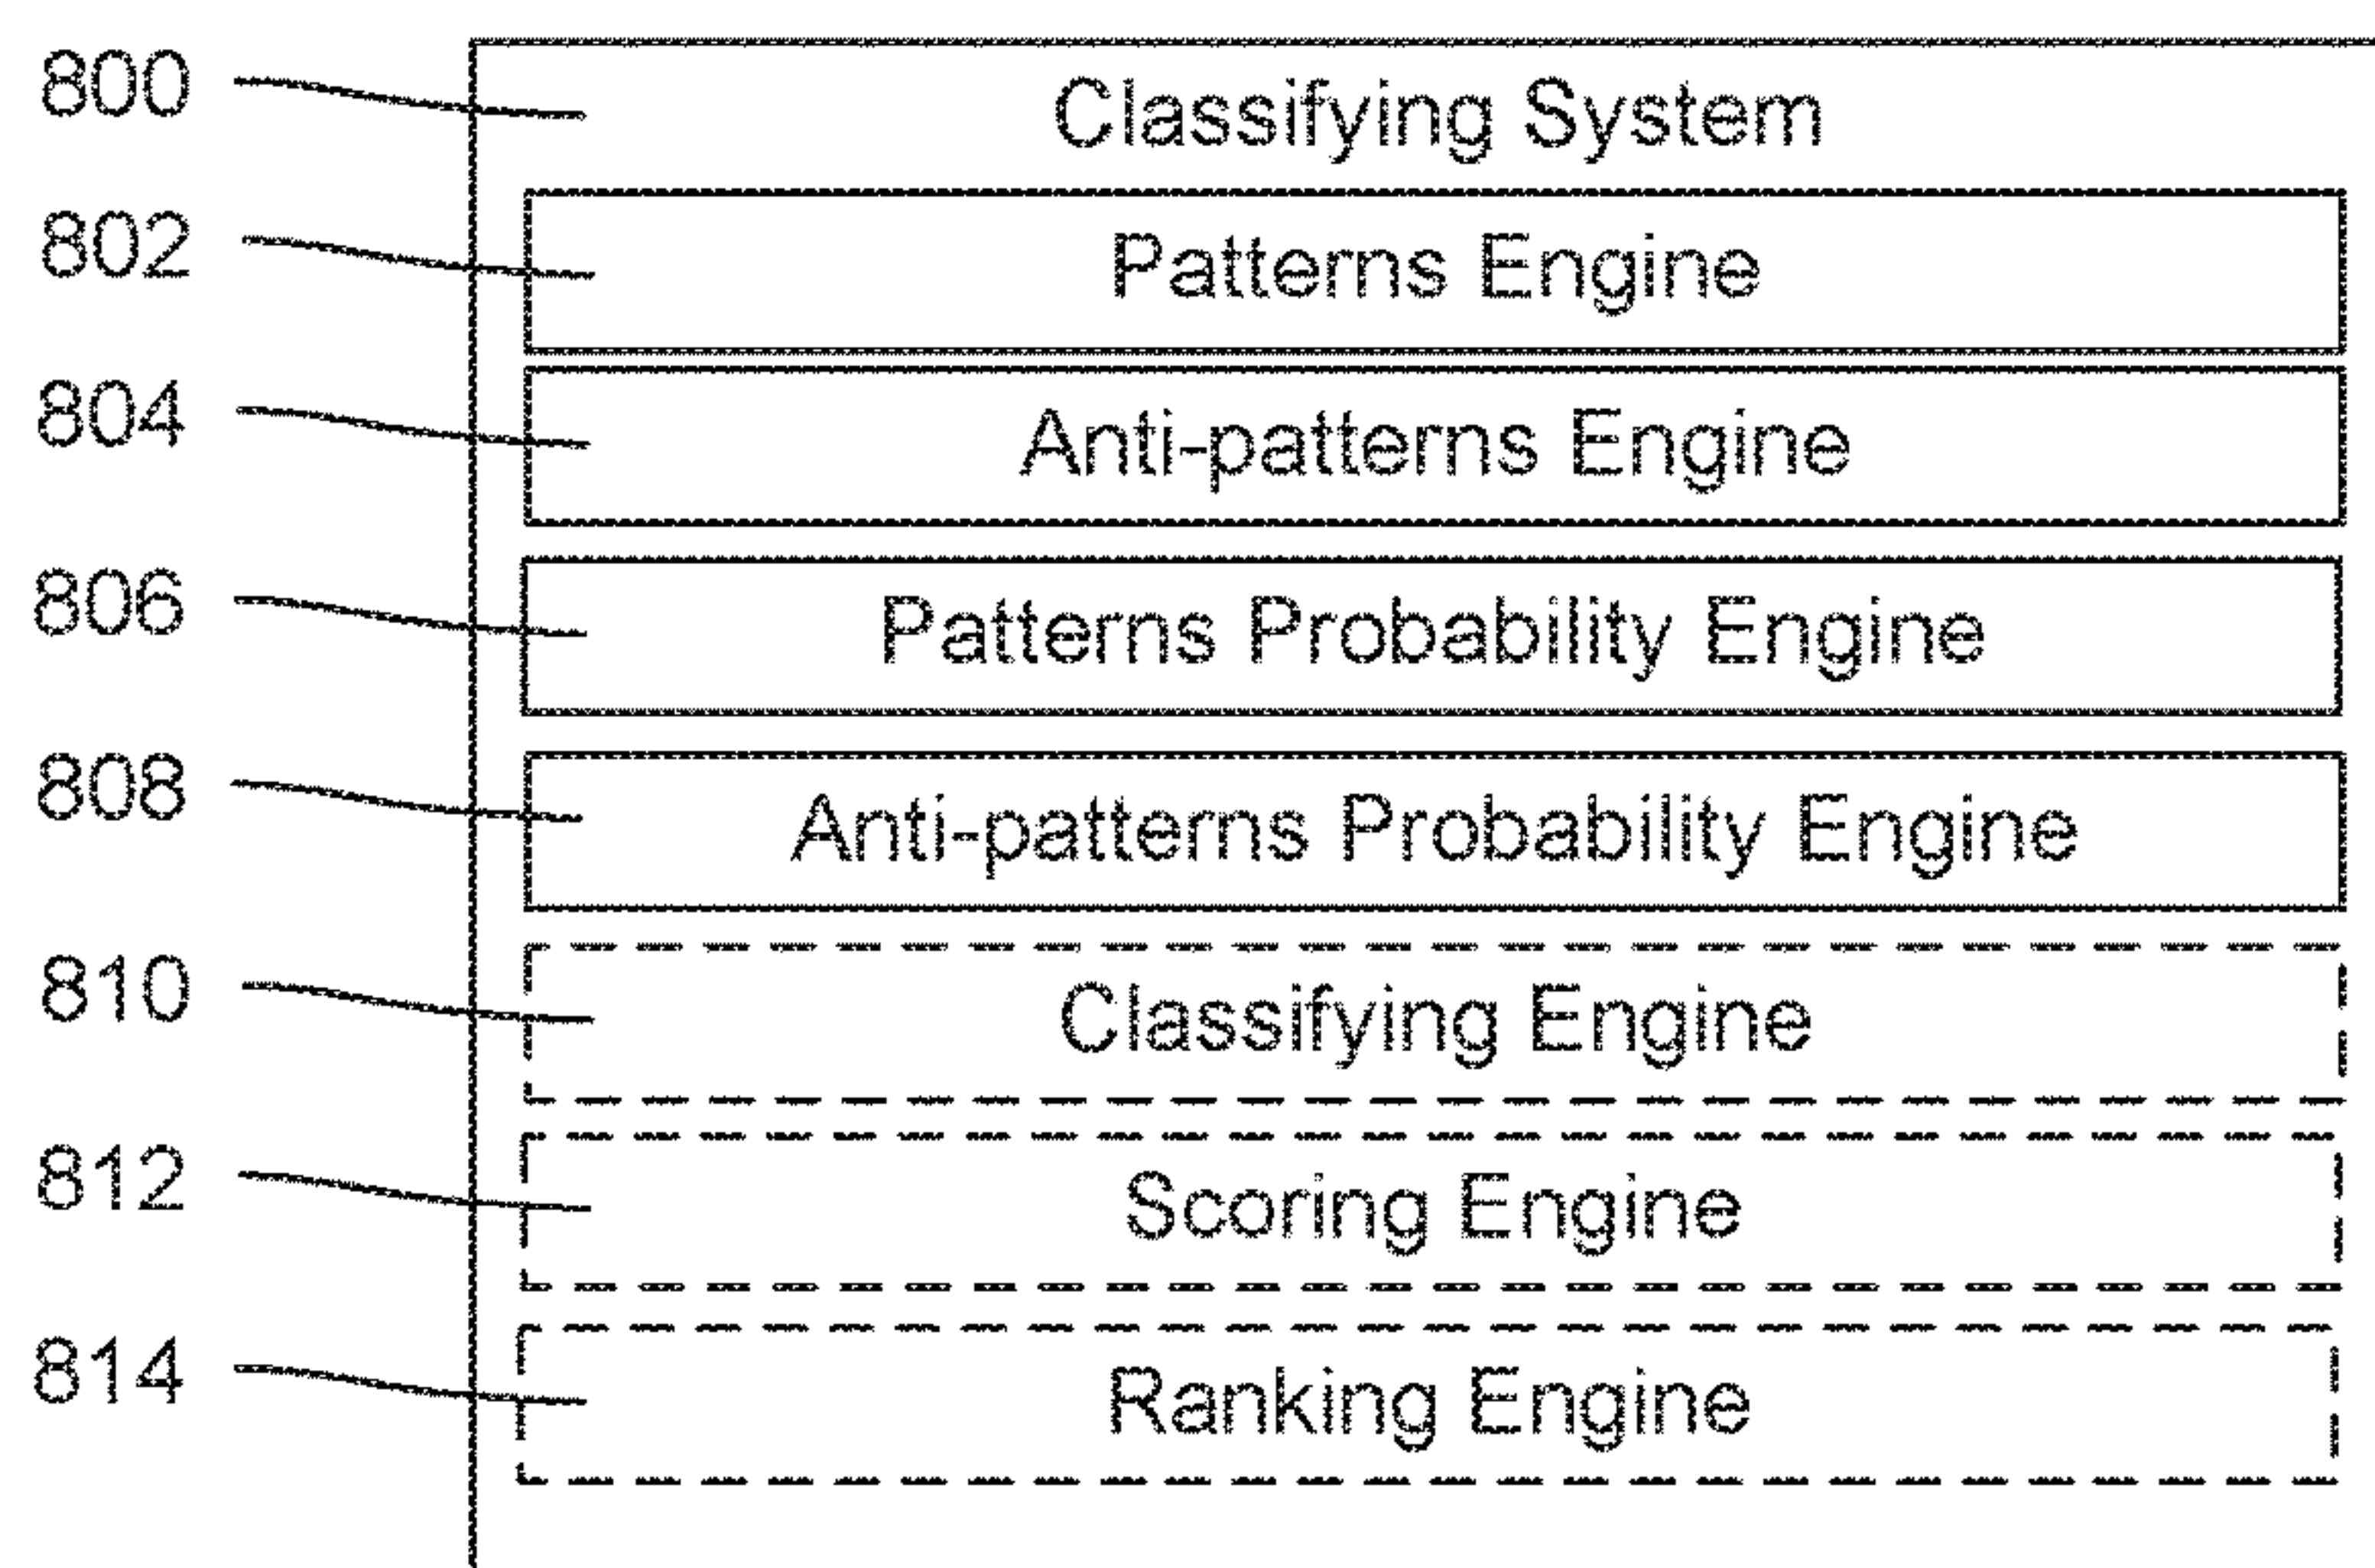 800 Classifying System
802 Patterns Engine
804 Anti-patterns Engine
806 Patterns Probability Engine
808 Anti-patterns Probability Engine
810 Classifying Engine
812 Scoring Engine
814 Ranking Engine